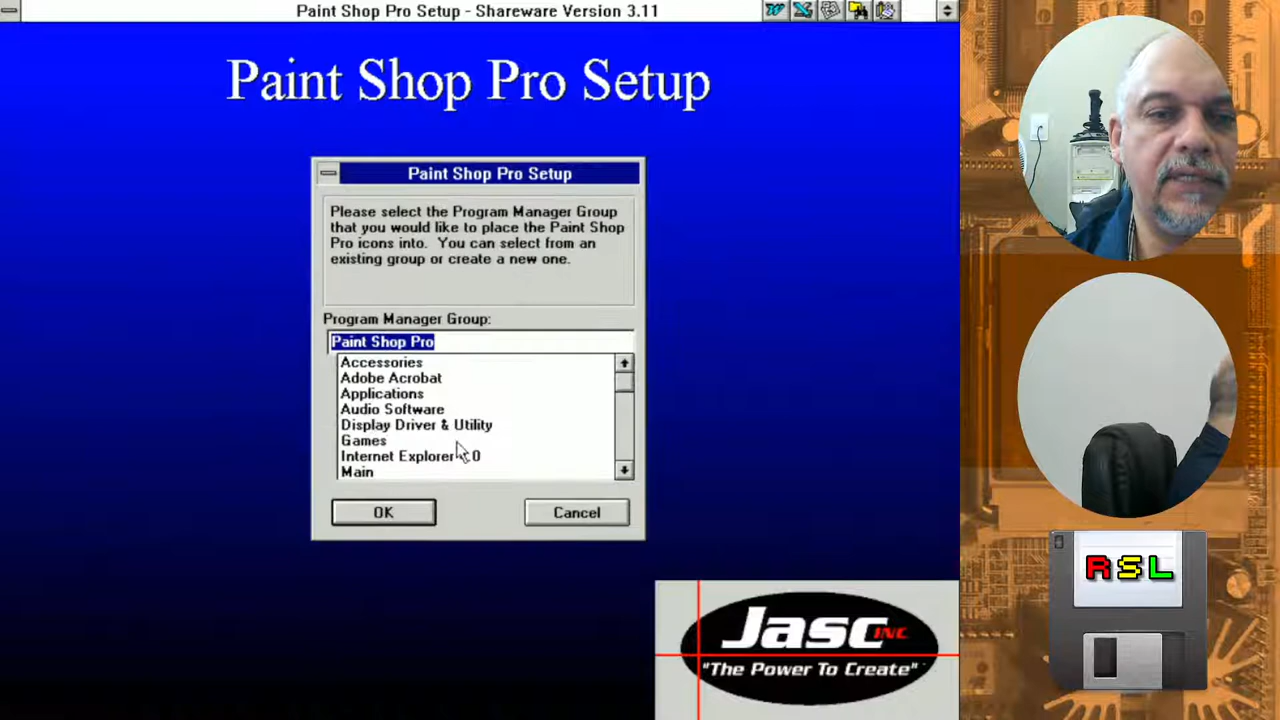 Paint Shop Pro Setup - Shareware Version 3.11
Paint Shop Pro Setup
Paint Shop Pro Setup
Please select the Program Manager Group
that you would like to place the Paint Shop
Pro icons into. You can select from an
existing group or create a new one.
Program Manager Group:
Paint Shop Pro
Accessories
Adobe Acrobat
Applications
Audio Software
Display Driver & Utility
Games
Internet Explorer .0
Main
OK
Cancel
Jasc INC
"The Power To Create"
RSL